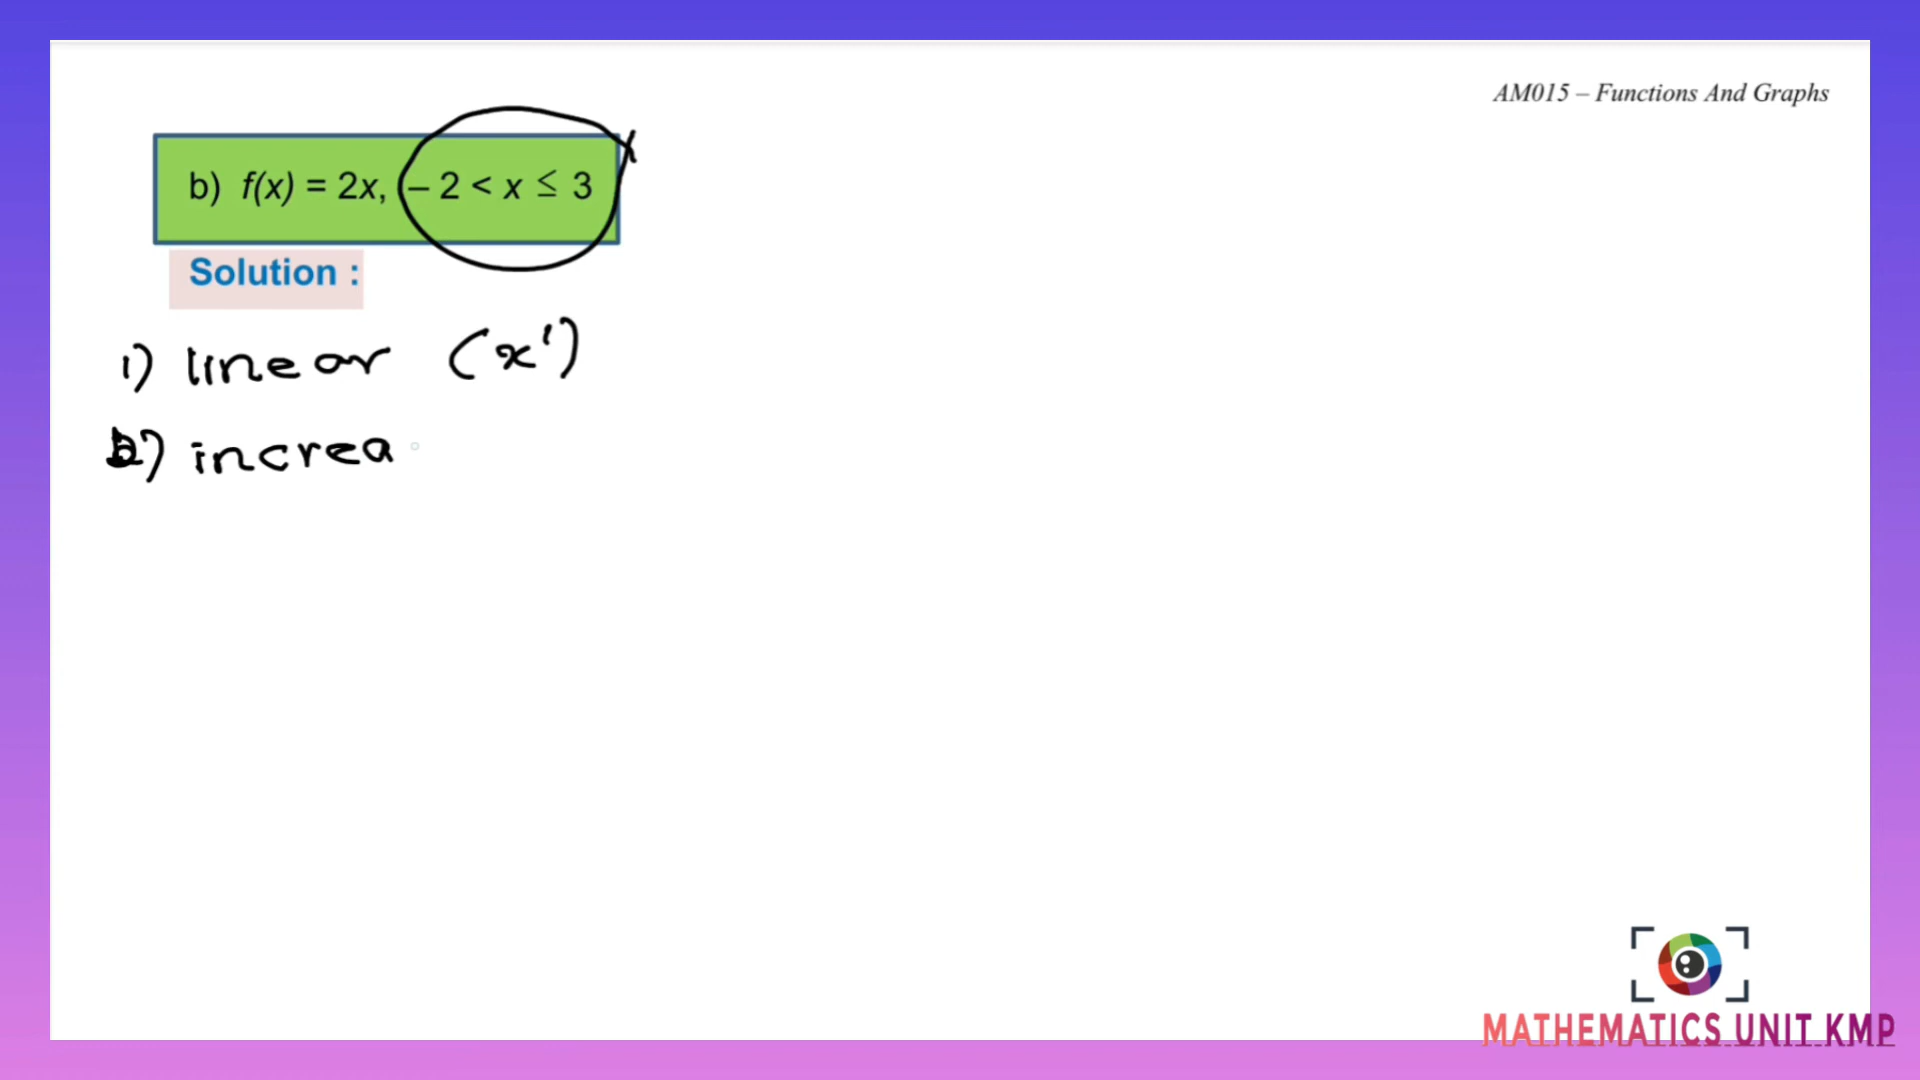 AM015 – Functions And Graphs
b) f(x) = 2x, – 2 < x ≤ 3
Solution :
1) linear (x¹)
2) increa
MATHEMATICS UNIT KMP